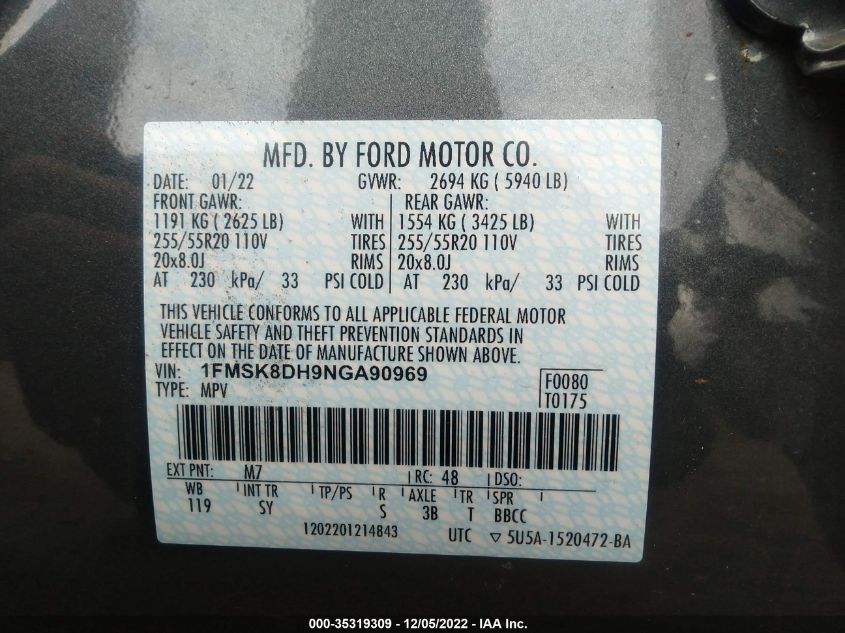 MFD. BY FORD MOTOR CO.
DATE: 01/22 GVWR: 2694 KG ( 5940 LB)
FRONT GAWR: REAR GAWR:
1191 KG ( 2625 LB) WITH 1554 KG ( 3425 LB) WITH
255/55R20 110V TIRES 255/55R20 110V TIRES
20x8.0J RIMS 20x8.0J RIMS
AT 230 kPa/ 33 PSI COLD AT 230 kPa/ 33 PSI COLD
THIS VEHICLE CONFORMS TO ALL APPLICABLE FEDERAL MOTOR
VEHICLE SAFETY AND THEFT PREVENTION STANDARDS IN
EFFECT ON THE DATE OF MANUFACTURE SHOWN ABOVE.
VIN: 1FMSK8DH9NGA90969 F0080
TYPE: MPV T0175
EXT PNT: M7 RC: 48 DSO:
WB INT TR TP/PS R AXLE TR SPR
119 SY S 3B T BBCC
1202201214843 UTC ▽ 5U5A-1520472-BA
000-35319309 - 12/05/2022 - IAA Inc.